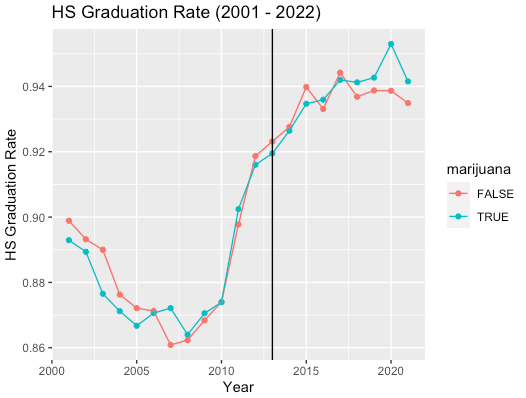 HS Graduation Rate (2001 - 2022)
0.94
0.92
0.90
0.88
0.86
HS Graduation Rate
2000
2005
2010
2015
2020
Year
marijuana
FALSE
TRUE